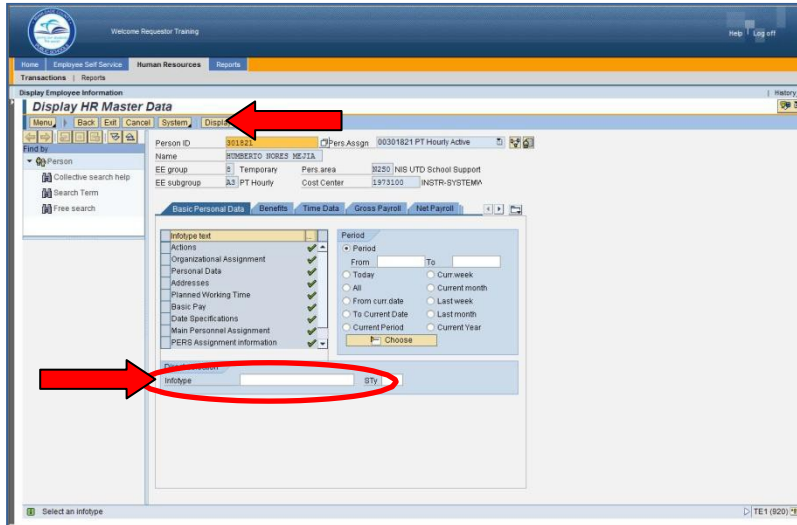 Welcome Requestor Training
Help Log off
Home Employee Self Service Human Resources Reports
Transactions | Reports
Display Employee Information
History
Display HR Master Data
Menu Back Exit Cancel System Displ
Find by
Person
Collective search help
Search Term
Free search
Person ID 301821 Pers.Assgn 00301821 PT Hourly Active
Name HUMBERTO NORES MEJIA
EE group Temporary Pers.area N250 NIS UTD School Support
EE subgroup A3 PT Hourly Cost Center 1973100 INSTR-SYSTEMW
Basic Personal Data Benefits Time Data Gross Payroll Net Payroll
Infotype text
Actions
Organizational Assignment
Personal Data
Addresses
Planned Working Time
Basic Pay
Date Specifications
Main Personnel Assignment
PERS Assignment information
Period
Period
From To
Today Curr.week
All Current month
From curr.date Last week
To Current Date Last month
Current Period Current Year
Choose
Infotype STy
Select an infotype
TE1 (920)